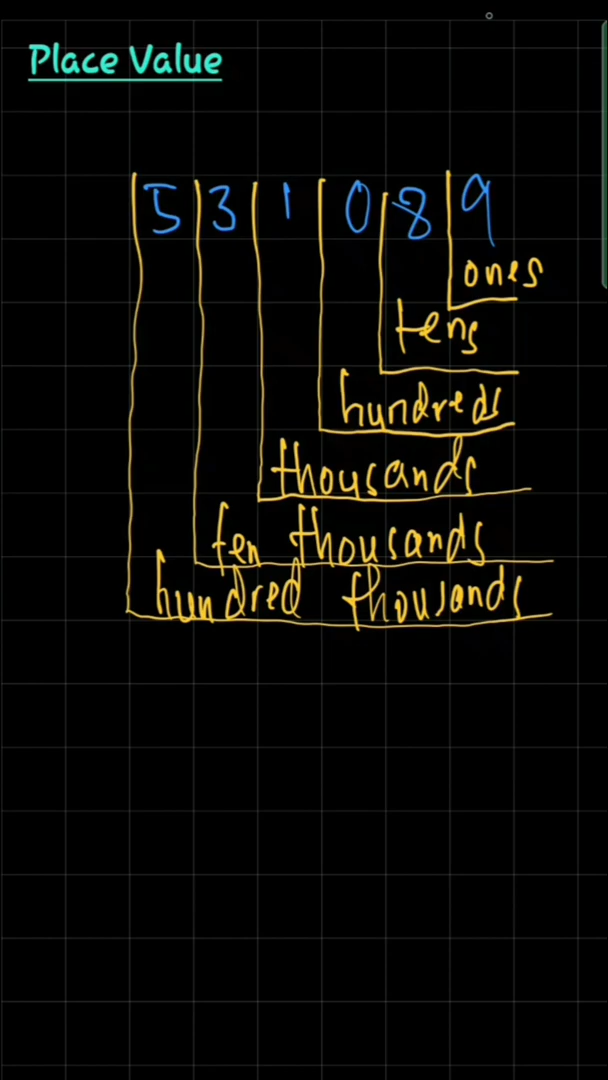 Place Value
5 3 1 0 8 9
ones
tens
hundreds
thousands
ten thousands
hundred thousands